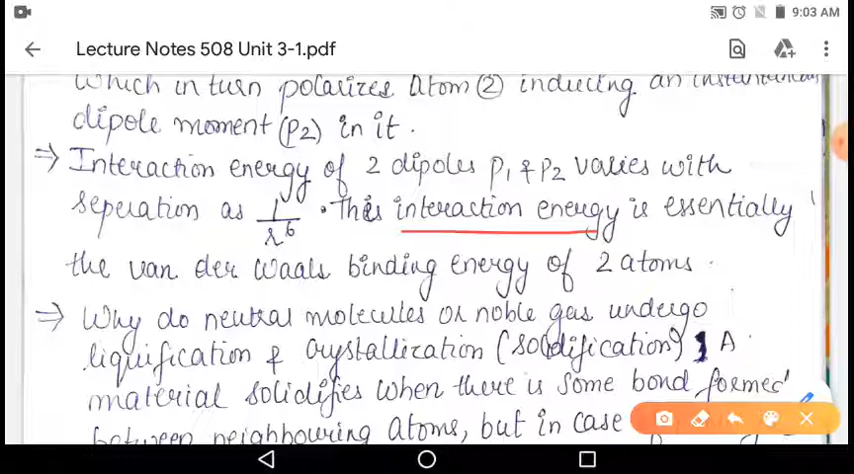 9:03 AM
Lecture Notes 508 Unit 3-1.pdf
which in turn polarizes atom ② inducing an instantaneous
dipole moment (P2) in it.
⇒ Interaction energy of 2 dipoles P1 & P2 varies with
seperation as 1/r6 . This interaction energy is essentially
the van der Waals binding energy of 2 atoms.
⇒ Why do neutral molecules or noble gas undergo
liquification & crystallization (solidification) ? A
material solidifies when there is some bond formed
between neighbouring atoms, but in case